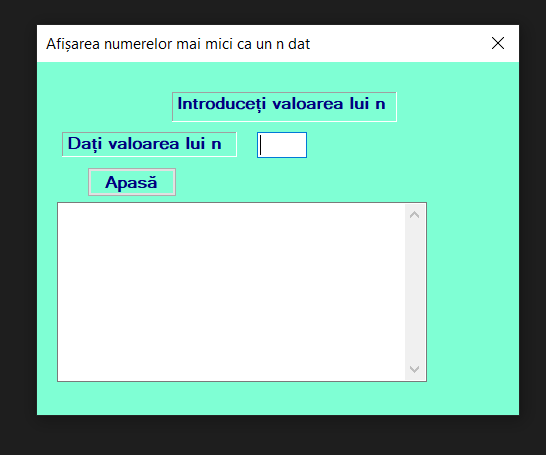 Afișarea numerelor mai mici ca un n dat
Introduceți valoarea lui n
Dați valoarea lui n
Apasă